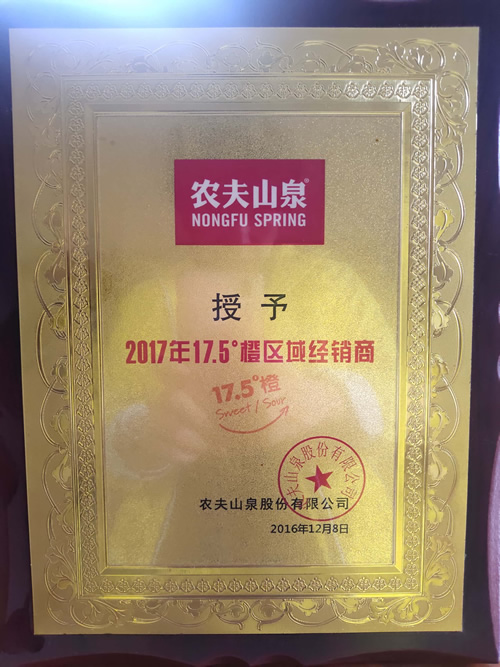 农夫山泉®
NONGFU SPRING
授予
2017年17.5°橙区域经销商
17.5°橙
Sweet / Sour
农夫山泉股份有限公司
农夫山泉股份有限公司
2016年12月8日